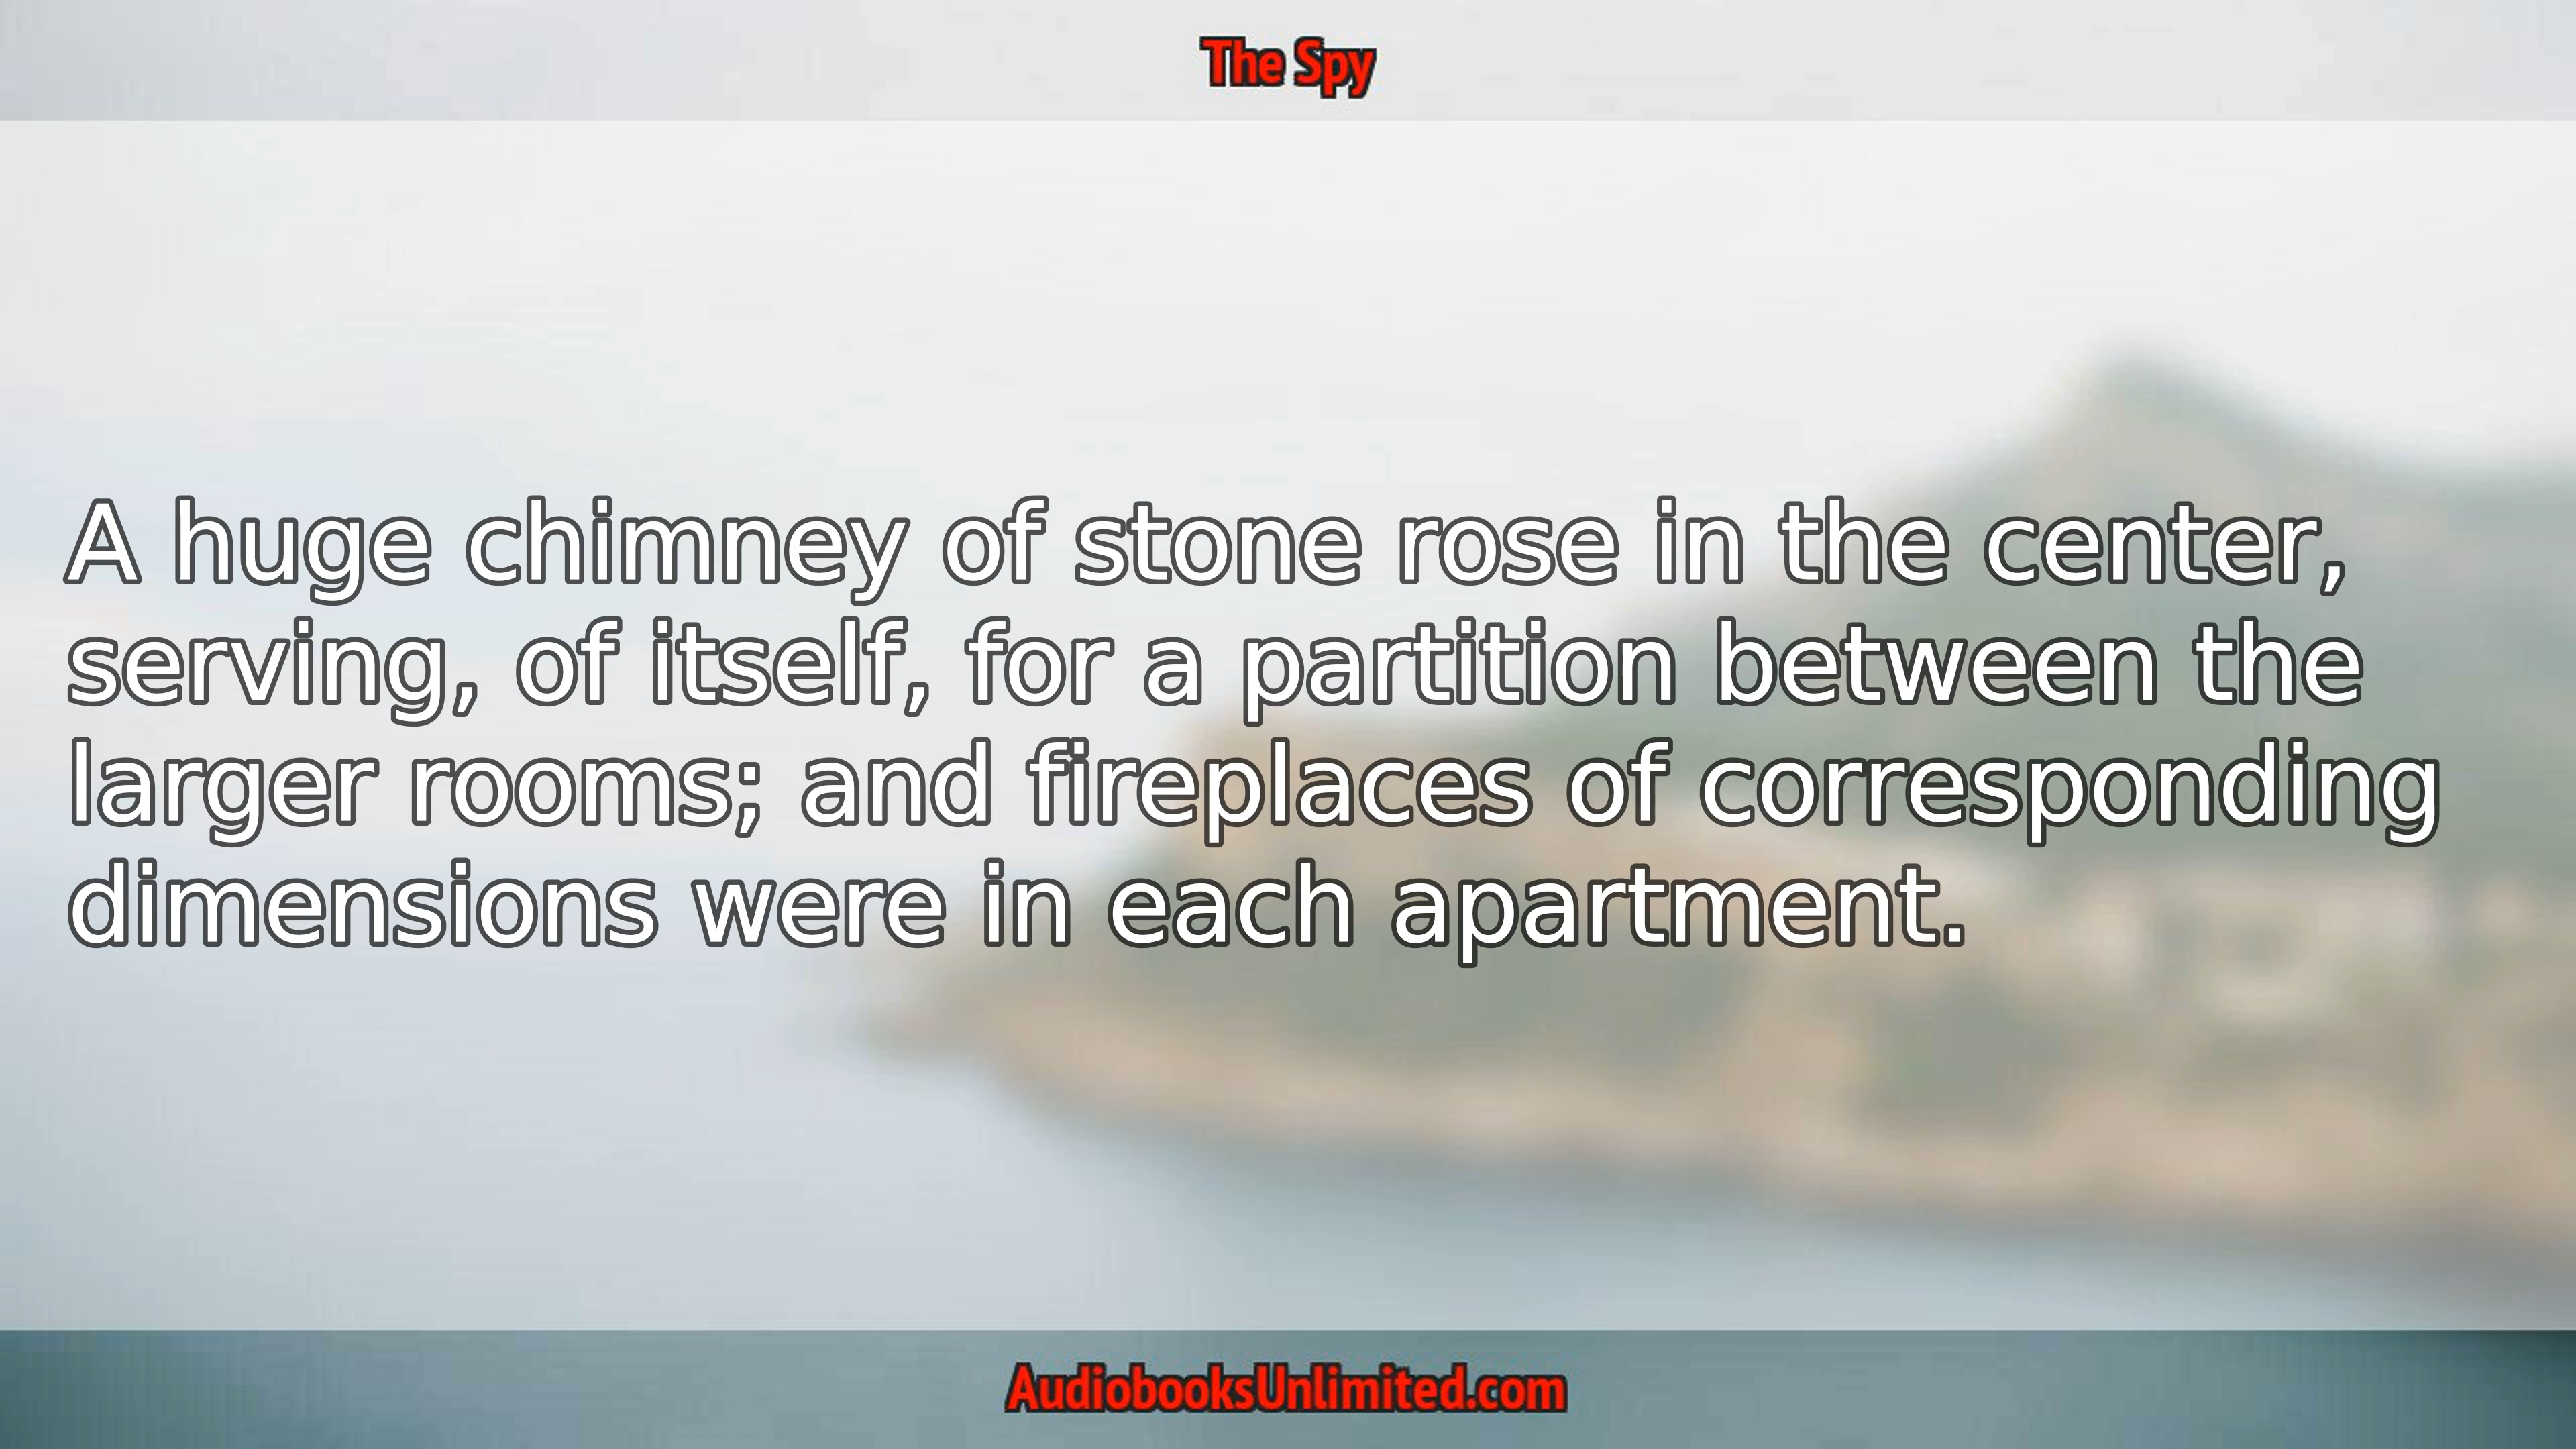 The Spy
A huge chimney of stone rose in the center,
serving, of itself, for a partition between the
larger rooms; and fireplaces of corresponding
dimensions were in each apartment.
AudiobooksUnlimited.com